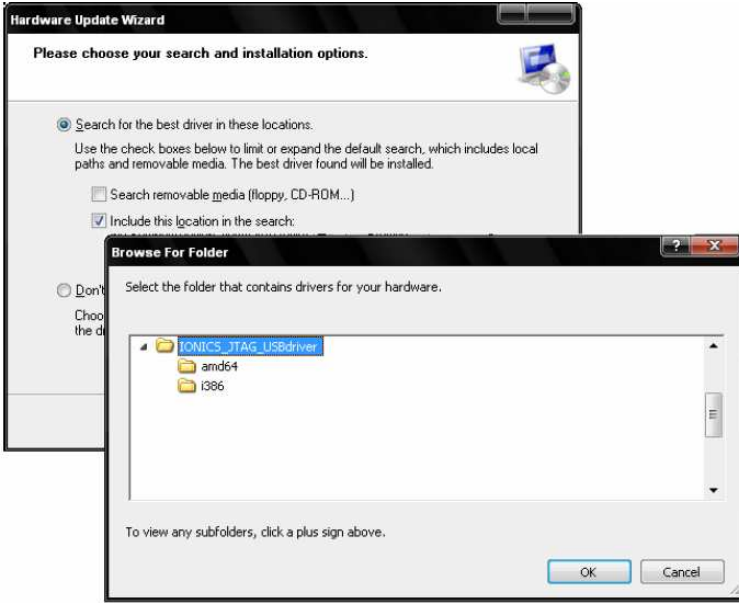 Hardware Update Wizard
Please choose your search and installation options.
Search for the best driver in these locations.
Use the check boxes below to limit or expand the default search, which includes local
paths and removable media. The best driver found will be installed.
Search removable media (floppy, CD-ROM...)
Include this location in the search:
Browse For Folder
Select the folder that contains drivers for your hardware.
Don't
Choo
the d
IONICS_JTAG_USBdriver
amd64
i386
To view any subfolders, click a plus sign above.
OK
Cancel